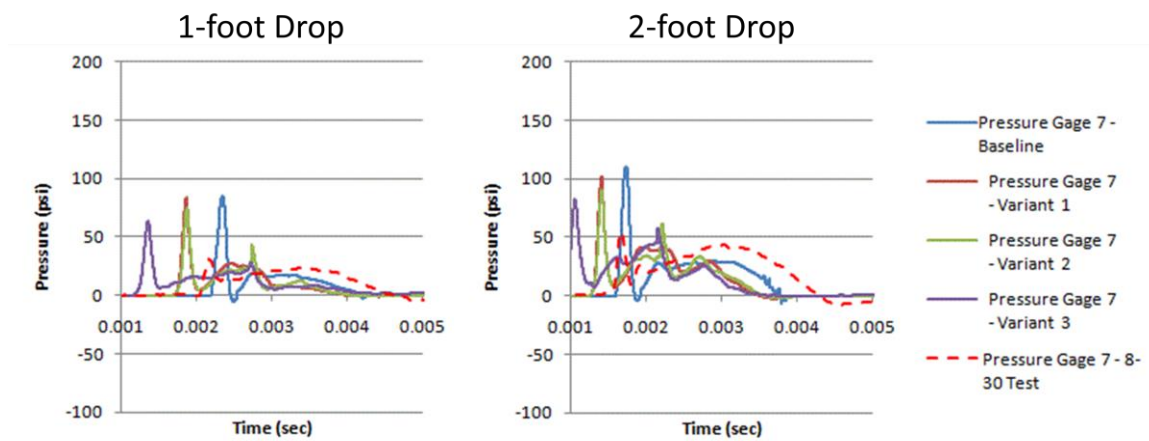 1-foot Drop
2-foot Drop
200
150
100
50
0
-50
-100
0.001
0.002
0.003
0.004
0.005
Pressure (psi)
Time (sec)
200
150
100
50
0
-50
-100
0.001
0.002
0.003
0.004
0.005
Pressure (psi)
Time (sec)
Pressure Gage 7 -
Baseline
Pressure Gage 7
- Variant 1
Pressure Gage 7
- Variant 2
Pressure Gage 7
- Variant 3
Pressure Gage 7 - 8-
30 Test